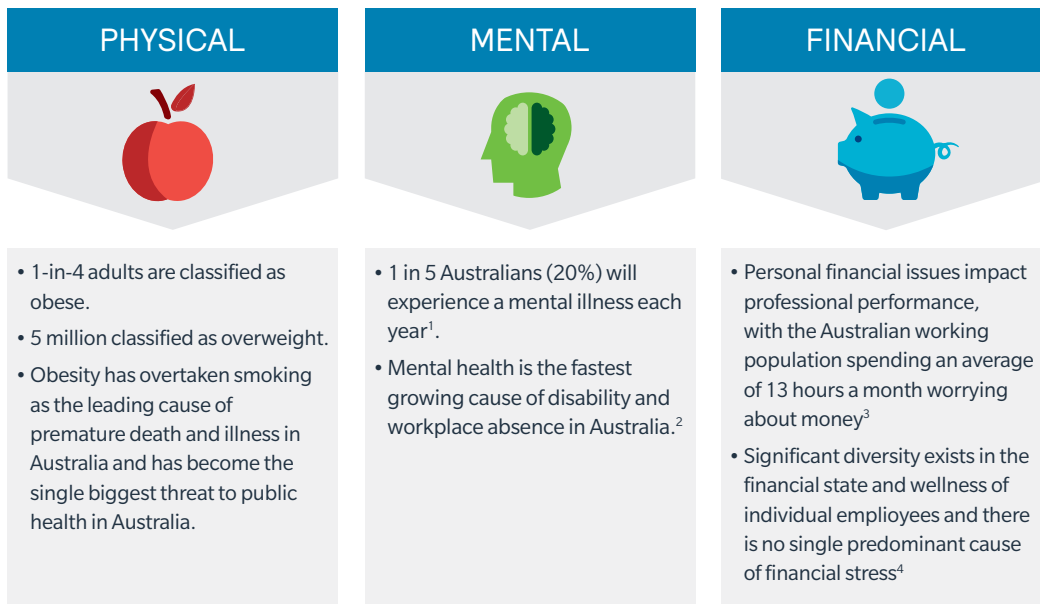 PHYSICAL
• 1-in-4 adults are classified as
obese.
• 5 million classified as overweight.
• Obesity has overtaken smoking
as the leading cause of
premature death and illness in
Australia and has become the
single biggest threat to public
health in Australia.
MENTAL
• 1 in 5 Australians (20%) will
experience a mental illness each
year¹.
• Mental health is the fastest
growing cause of disability and
workplace absence in Australia.²
FINANCIAL
• Personal financial issues impact
professional performance,
with the Australian working
population spending an average
of 13 hours a month worrying
about money³
• Significant diversity exists in the
financial state and wellness of
individual emplioyees and there
is no single predominant cause
of financial stress⁴